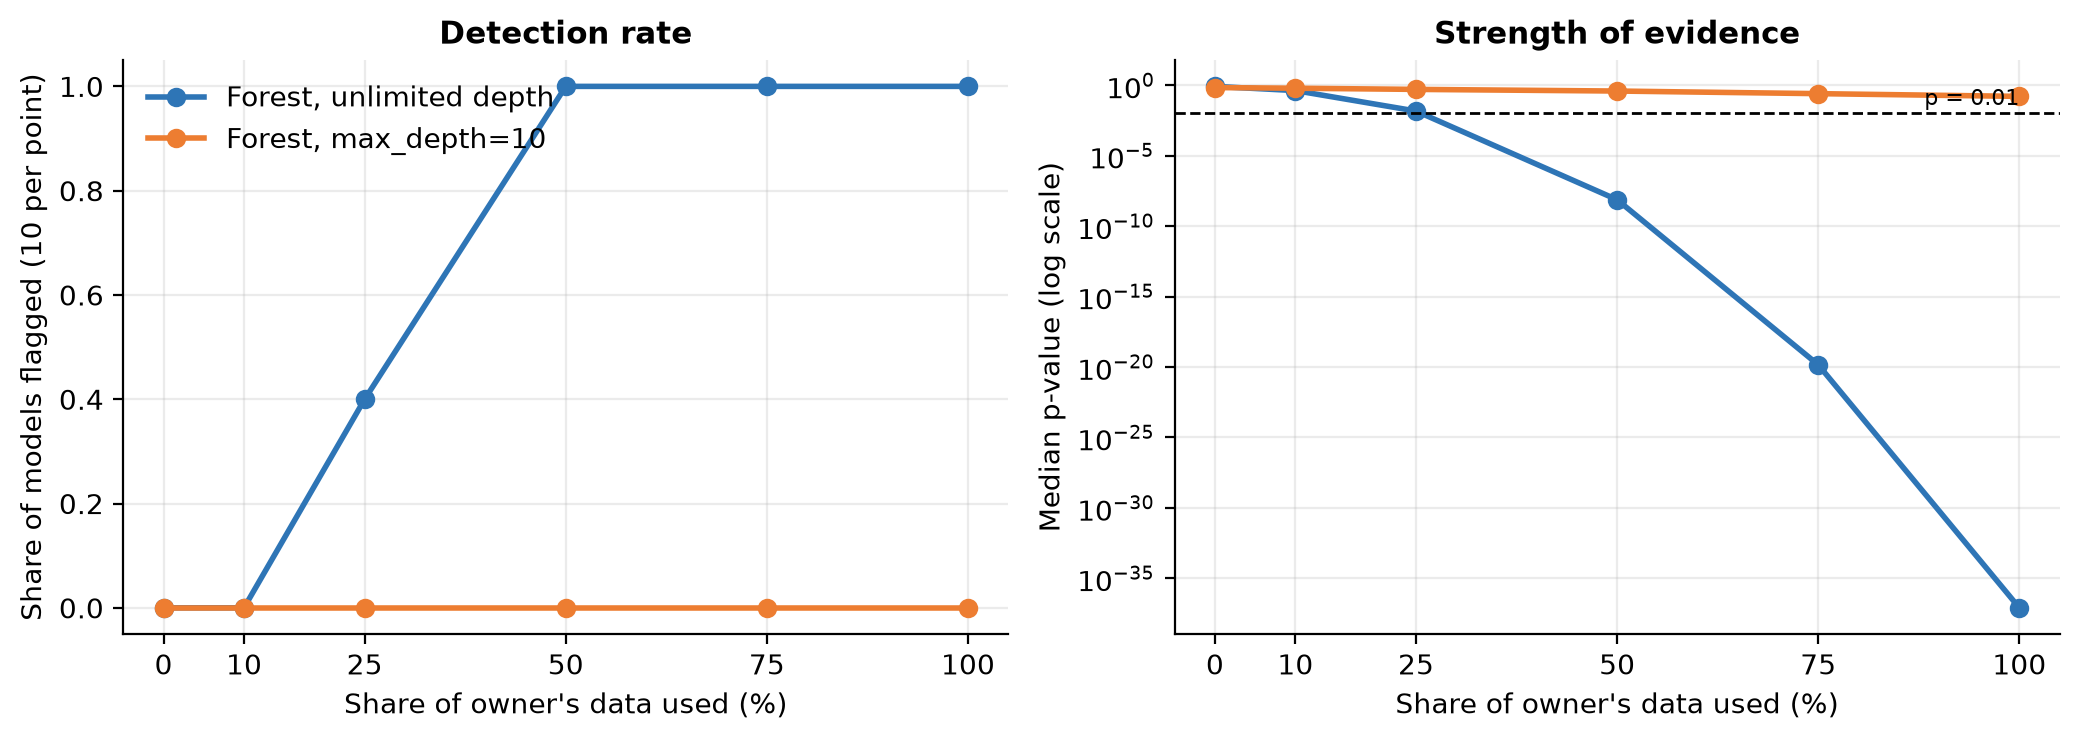 Detection rate
Share of models flagged (10 per point)
Forest, unlimited depth
Forest, max_depth=10
1.0
0.8
0.6
0.4
0.2
0.0
0 10 25 50 75 100
Share of owner's data used (%)
Strength of evidence
Median p-value (log scale)
10⁰
10⁻⁵
10⁻¹⁰
10⁻¹⁵
10⁻²⁰
10⁻²⁵
10⁻³⁰
10⁻³⁵
p = 0.01
0 10 25 50 75 100
Share of owner's data used (%)